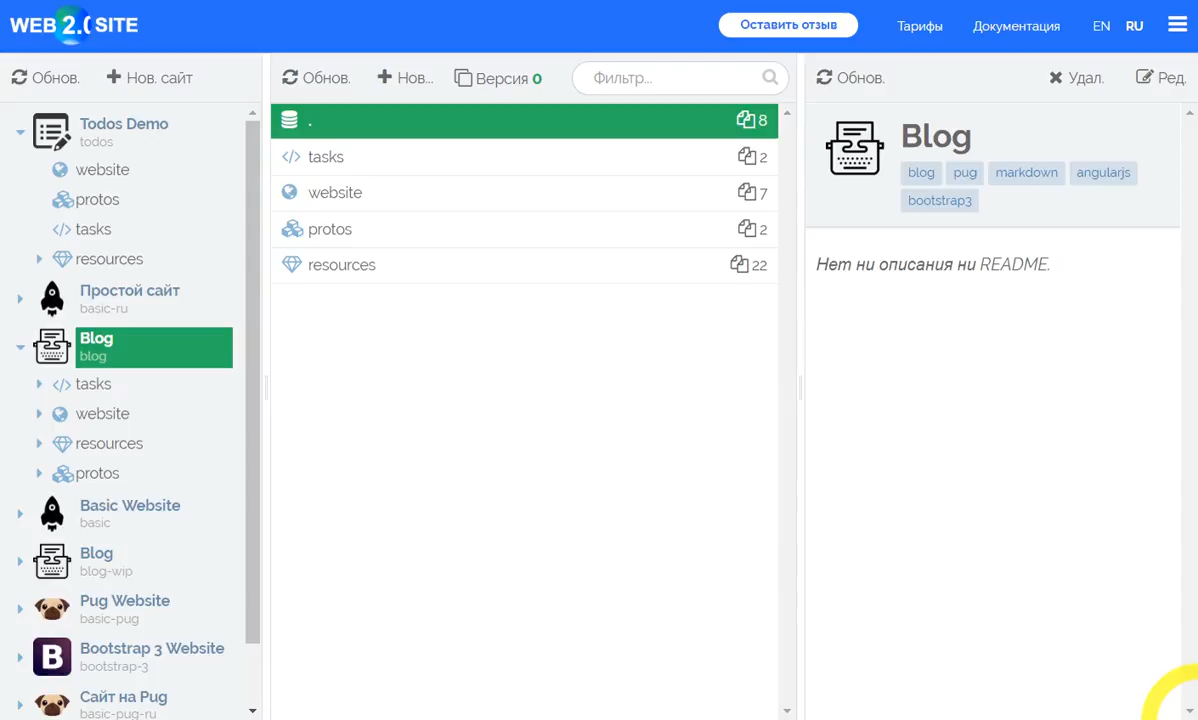 WEB 2.0 SITE
Оставить отзыв
Тарифы
Документация
EN
RU
Обнов.
Нов. сайт
Обнов.
Нов...
Версия 0
Фильтр...
Обнов.
Удал.
Ред.
Todos Demo
todos
website
protos
tasks
resources
Простой сайт
basic-ru
Blog
blog
tasks
website
resources
protos
Basic Website
basic
Blog
blog-wip
Pug Website
basic-pug
B
Bootstrap 3 Website
bootstrap-3
Сайт на Pug
basic-pug-ru
. 8
tasks 2
website 7
protos 2
resources 22
Blog
blog pug markdown angularjs
bootstrap3
Нет ни описания ни README.